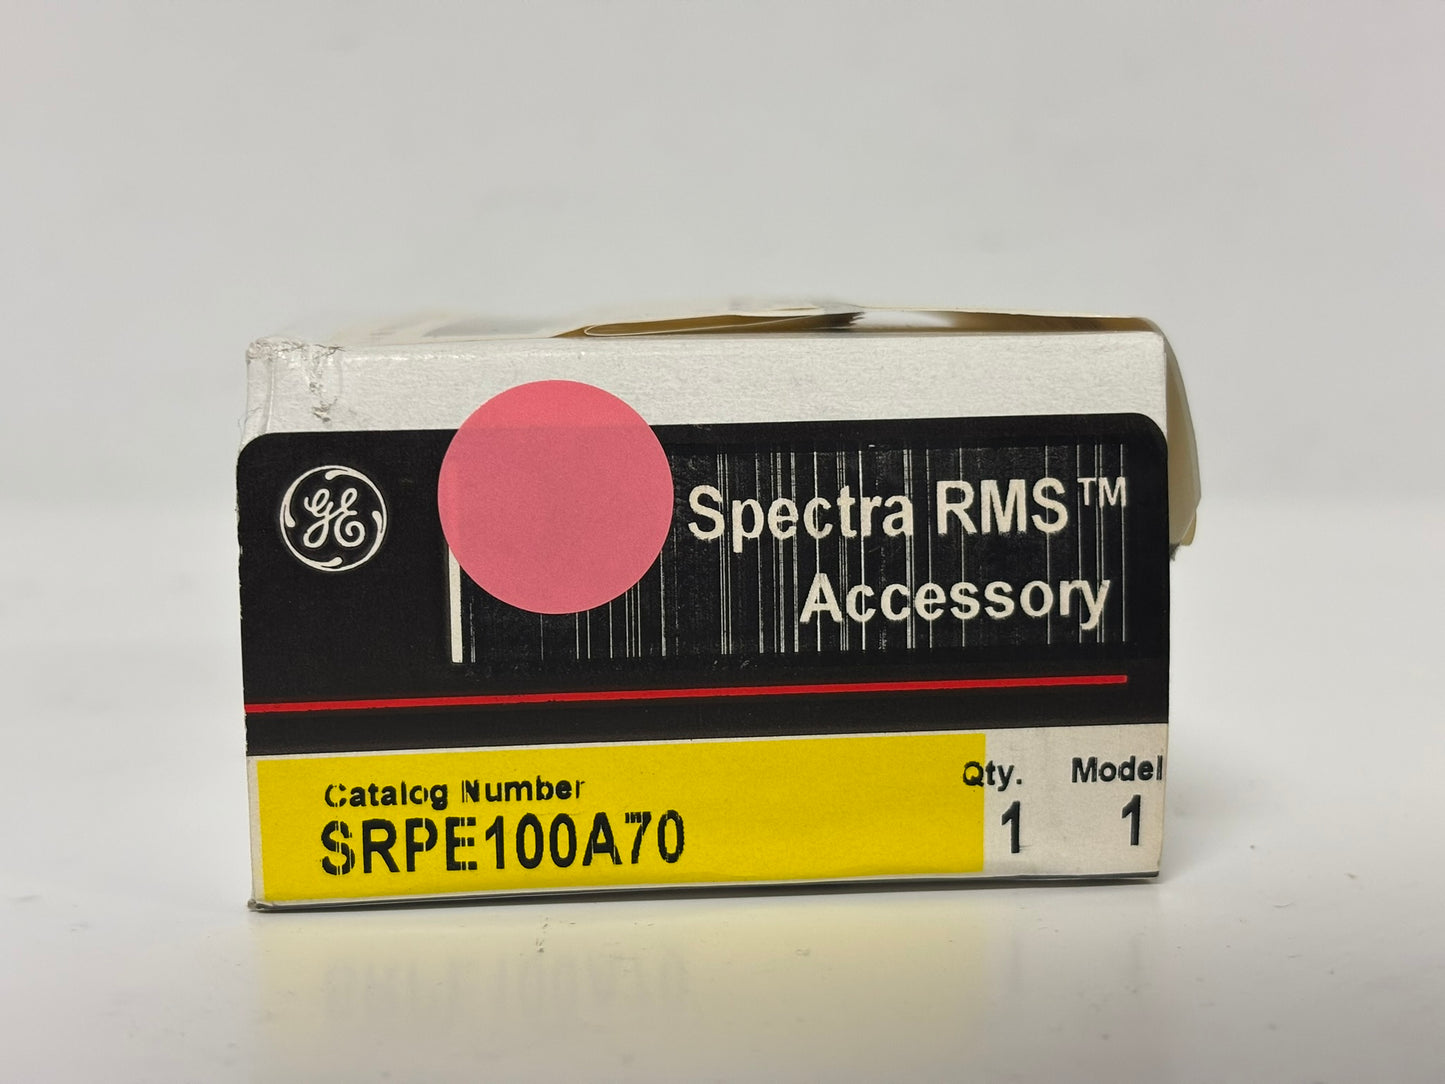 GE
Spectra RMS™
Accessory
Catalog Number
SRPE100A70
Qty.
1
Model
1